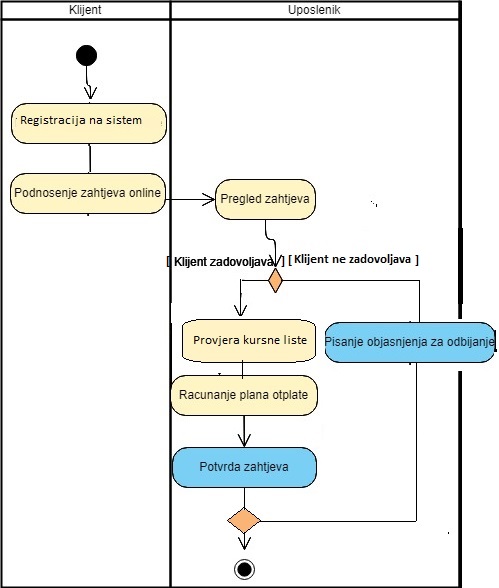 Klijent
Uposlenik
Registracija na sistem
Podnosenje zahtjeva online
Pregled zahtjeva
[ Klijent zadovoljava ]
[ Klijent ne zadovoljava ]
Provjera kursne liste
Pisanje objasnjenja za odbijanje
Racunanje plana otplate
Potvrda zahtjeva